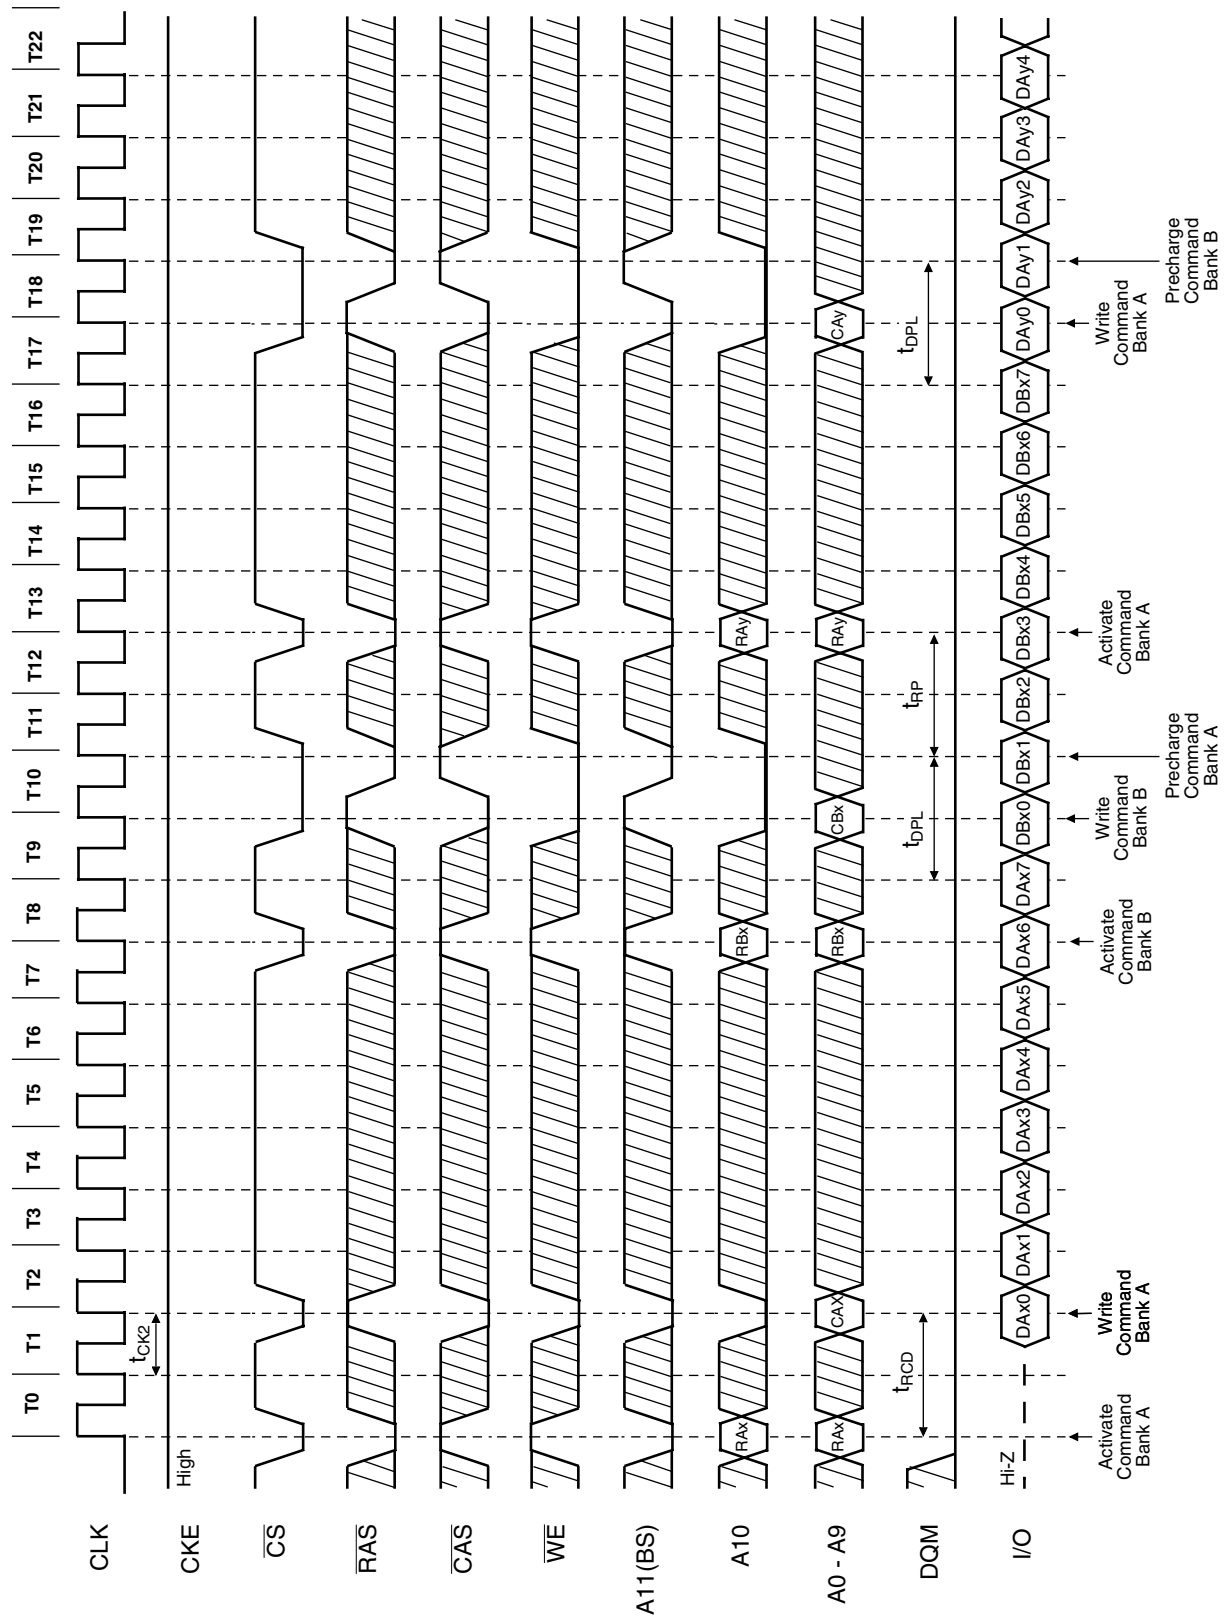 T0 T1 T2 T3 T4 T5 T6 T7 T8 T9 T10 T11 T12 T13 T14 T15 T16 T17 T18 T19 T20 T21 T22
CLK
tCK2
CKE
High
CS
RAS
CAS
WE
A11(BS)
A10
RAx RBx RAy
A0 - A9
RAx CAX RBx CBx RAy CAy
DQM
tRCD tDPL tRP tDPL
I/O
Hi-Z
DAx0 DAx1 DAx2 DAx3 DAx4 DAx5 DAx6 DAx7 DBx0 DBx1 DBx2 DBx3 DBx4 DBx5 DBx6 DBx7 DAy0 DAy1 DAy2 DAy3 DAy4
Activate
Command
Bank A
Write
Command
Bank A
Activate
Command
Bank B
Write
Command
Bank B
Precharge
Command
Bank A
Activate
Command
Bank A
Write
Command
Bank A
Precharge
Command
Bank B